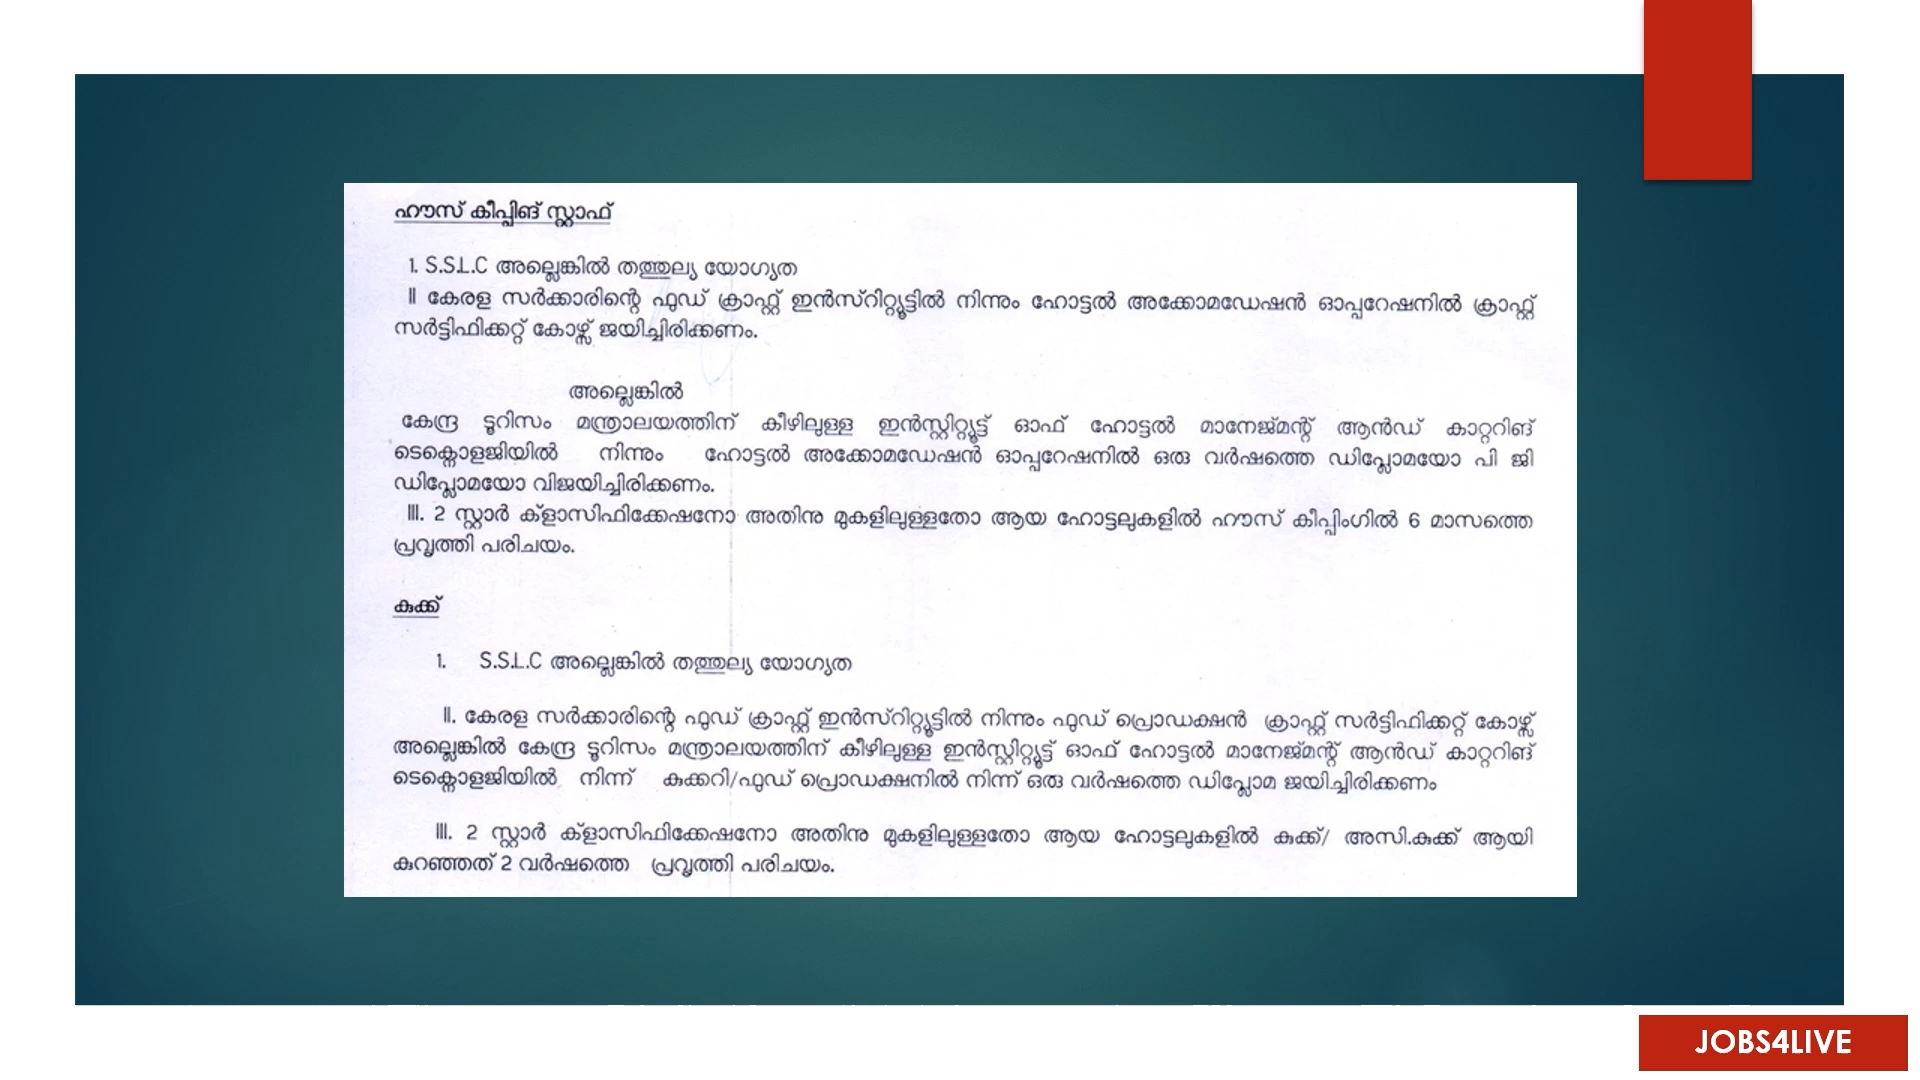 ഹൗസ് കീപ്പിങ് സ്റ്റാഫ്
1. S.S.L.C അല്ലെങ്കിൽ തത്തുല്യ യോഗ്യത
II കേരള സർക്കാരിന്റെ ഫുഡ് ക്രാഫ്റ്റ് ഇൻസ്റിറ്റ്യൂട്ടിൽ നിന്നും ഹോട്ടൽ അക്കോമഡേഷൻ ഓപ്പറേഷനിൽ ക്രാഫ്റ്റ്
സർട്ടിഫിക്കറ്റ് കോഴ്സ് ജയിച്ചിരിക്കണം.
അല്ലെങ്കിൽ
കേന്ദ്ര ടൂറിസം മന്ത്രാലയത്തിന് കീഴിലുള്ള ഇൻസ്റ്റിറ്റ്യൂട്ട് ഓഫ് ഹോട്ടൽ മാനേജ്മന്റ് ആൻഡ് കാറ്ററിങ്
ടെക്നൊളജിയിൽ നിന്നും ഹോട്ടൽ അക്കോമഡേഷൻ ഓപ്പറേഷനിൽ ഒരു വർഷത്തെ ഡിപ്ലോമയോ പി ജി
ഡിപ്ലോമയോ വിജയിച്ചിരിക്കണം.
III. 2 സ്റ്റാർ ക്ളാസിഫിക്കേഷനോ അതിനു മുകളിലുള്ളതോ ആയ ഹോട്ടലുകളിൽ ഹൗസ് കീപ്പിംഗിൽ 6 മാസത്തെ
പ്രവൃത്തി പരിചയം.
കുക്ക്
1. S.S.L.C അല്ലെങ്കിൽ തത്തുല്യ യോഗ്യത
II. കേരള സർക്കാരിന്റെ ഫുഡ് ക്രാഫ്റ്റ് ഇൻസ്റിറ്റ്യൂട്ടിൽ നിന്നും ഫുഡ് പ്രൊഡക്ഷൻ ക്രാഫ്റ്റ് സർട്ടിഫിക്കറ്റ് കോഴ്സ്
അല്ലെങ്കിൽ കേന്ദ്ര ടൂറിസം മന്ത്രാലയത്തിന് കീഴിലുള്ള ഇൻസ്റ്റിറ്റ്യൂട്ട് ഓഫ് ഹോട്ടൽ മാനേജ്മന്റ് ആൻഡ് കാറ്ററിങ്
ടെക്നൊളജിയിൽ നിന്ന് കുക്കറി/ഫുഡ് പ്രൊഡക്ഷനിൽ നിന്ന് ഒരു വർഷത്തെ ഡിപ്ലോമ ജയിച്ചിരിക്കണം
III. 2 സ്റ്റാർ ക്ളാസിഫിക്കേഷനോ അതിനു മുകളിലുള്ളതോ ആയ ഹോട്ടലുകളിൽ കുക്ക്/ അസി.കുക്ക് ആയി
കുറഞ്ഞത് 2 വർഷത്തെ പ്രവൃത്തി പരിചയം.
JOBS4LIVE